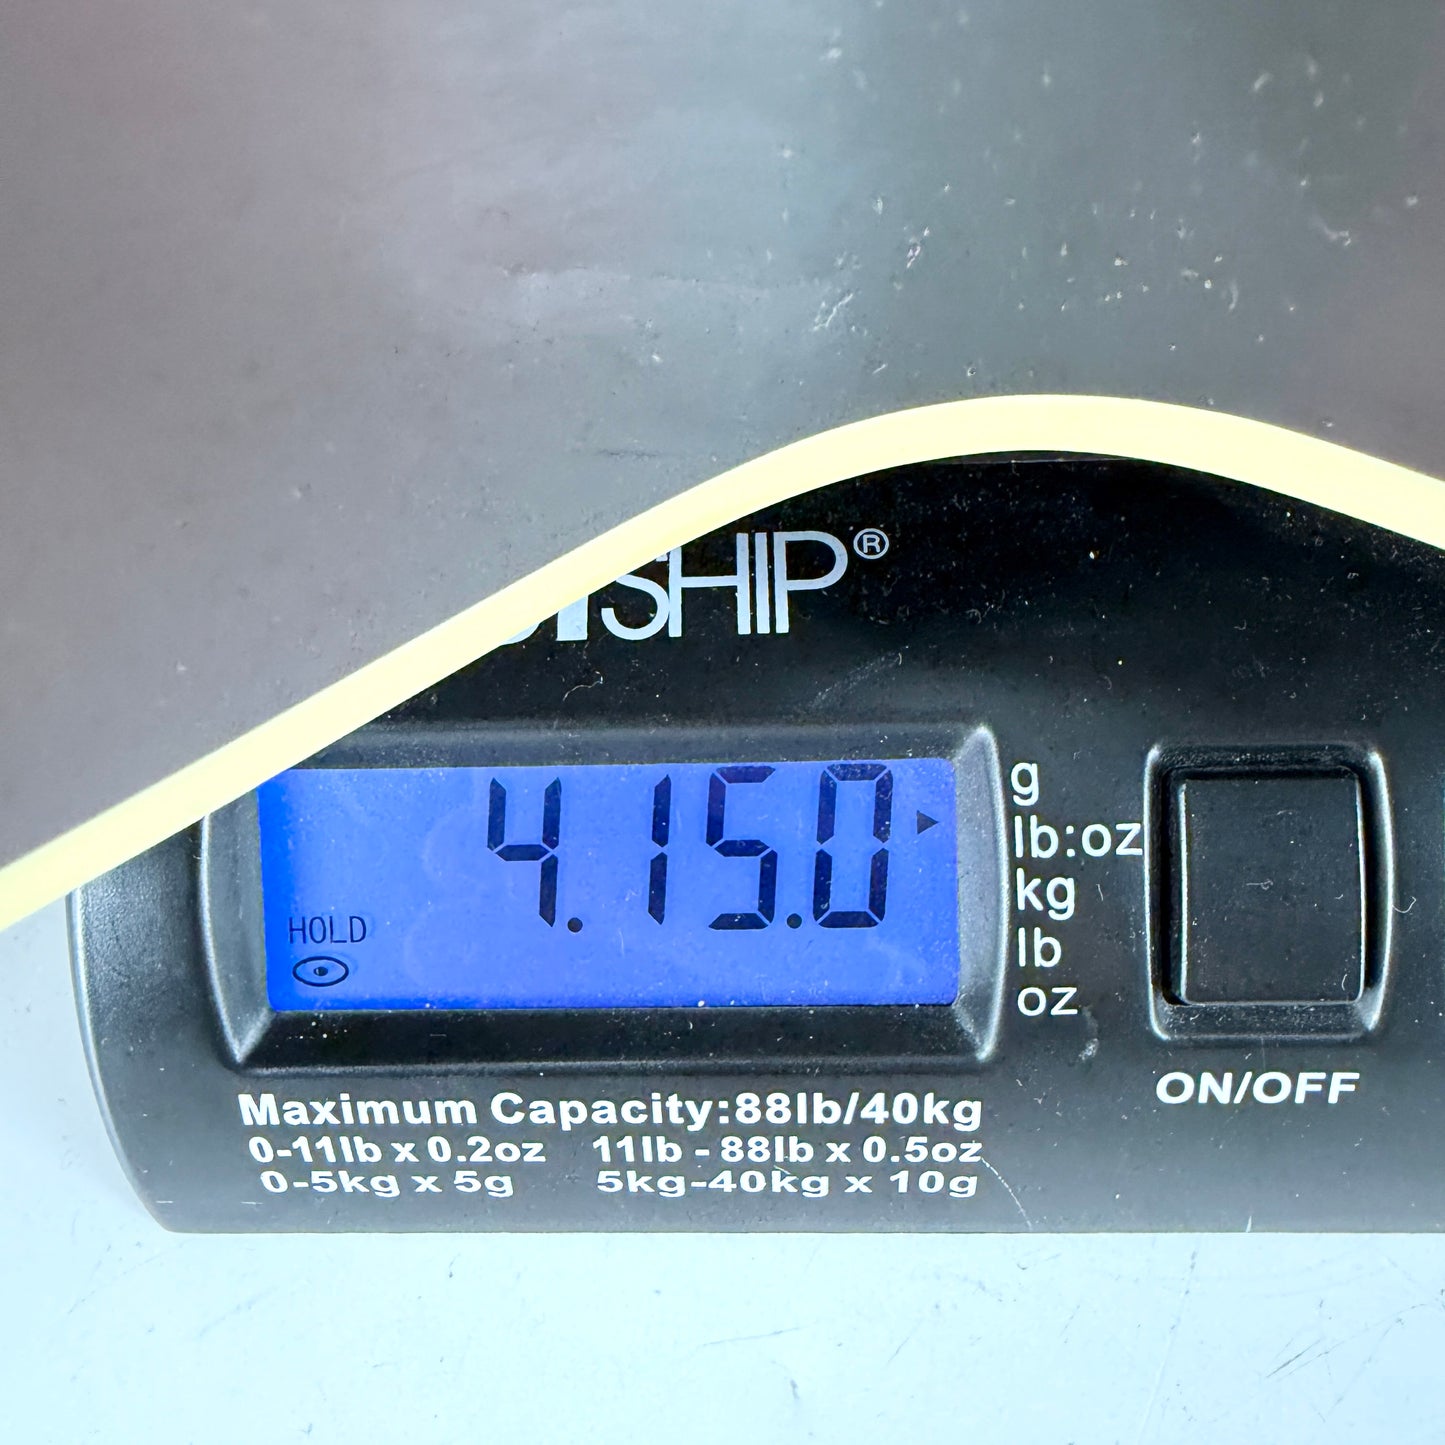 SHIP®
4.15.0
HOLD
g
lb:oz
kg
lb
oz
ON/OFF
Maximum Capacity:88lb/40kg
0-11lb x 0.2oz 11lb - 88lb x 0.5oz
0-5kg x 5g 5kg-40kg x 10g